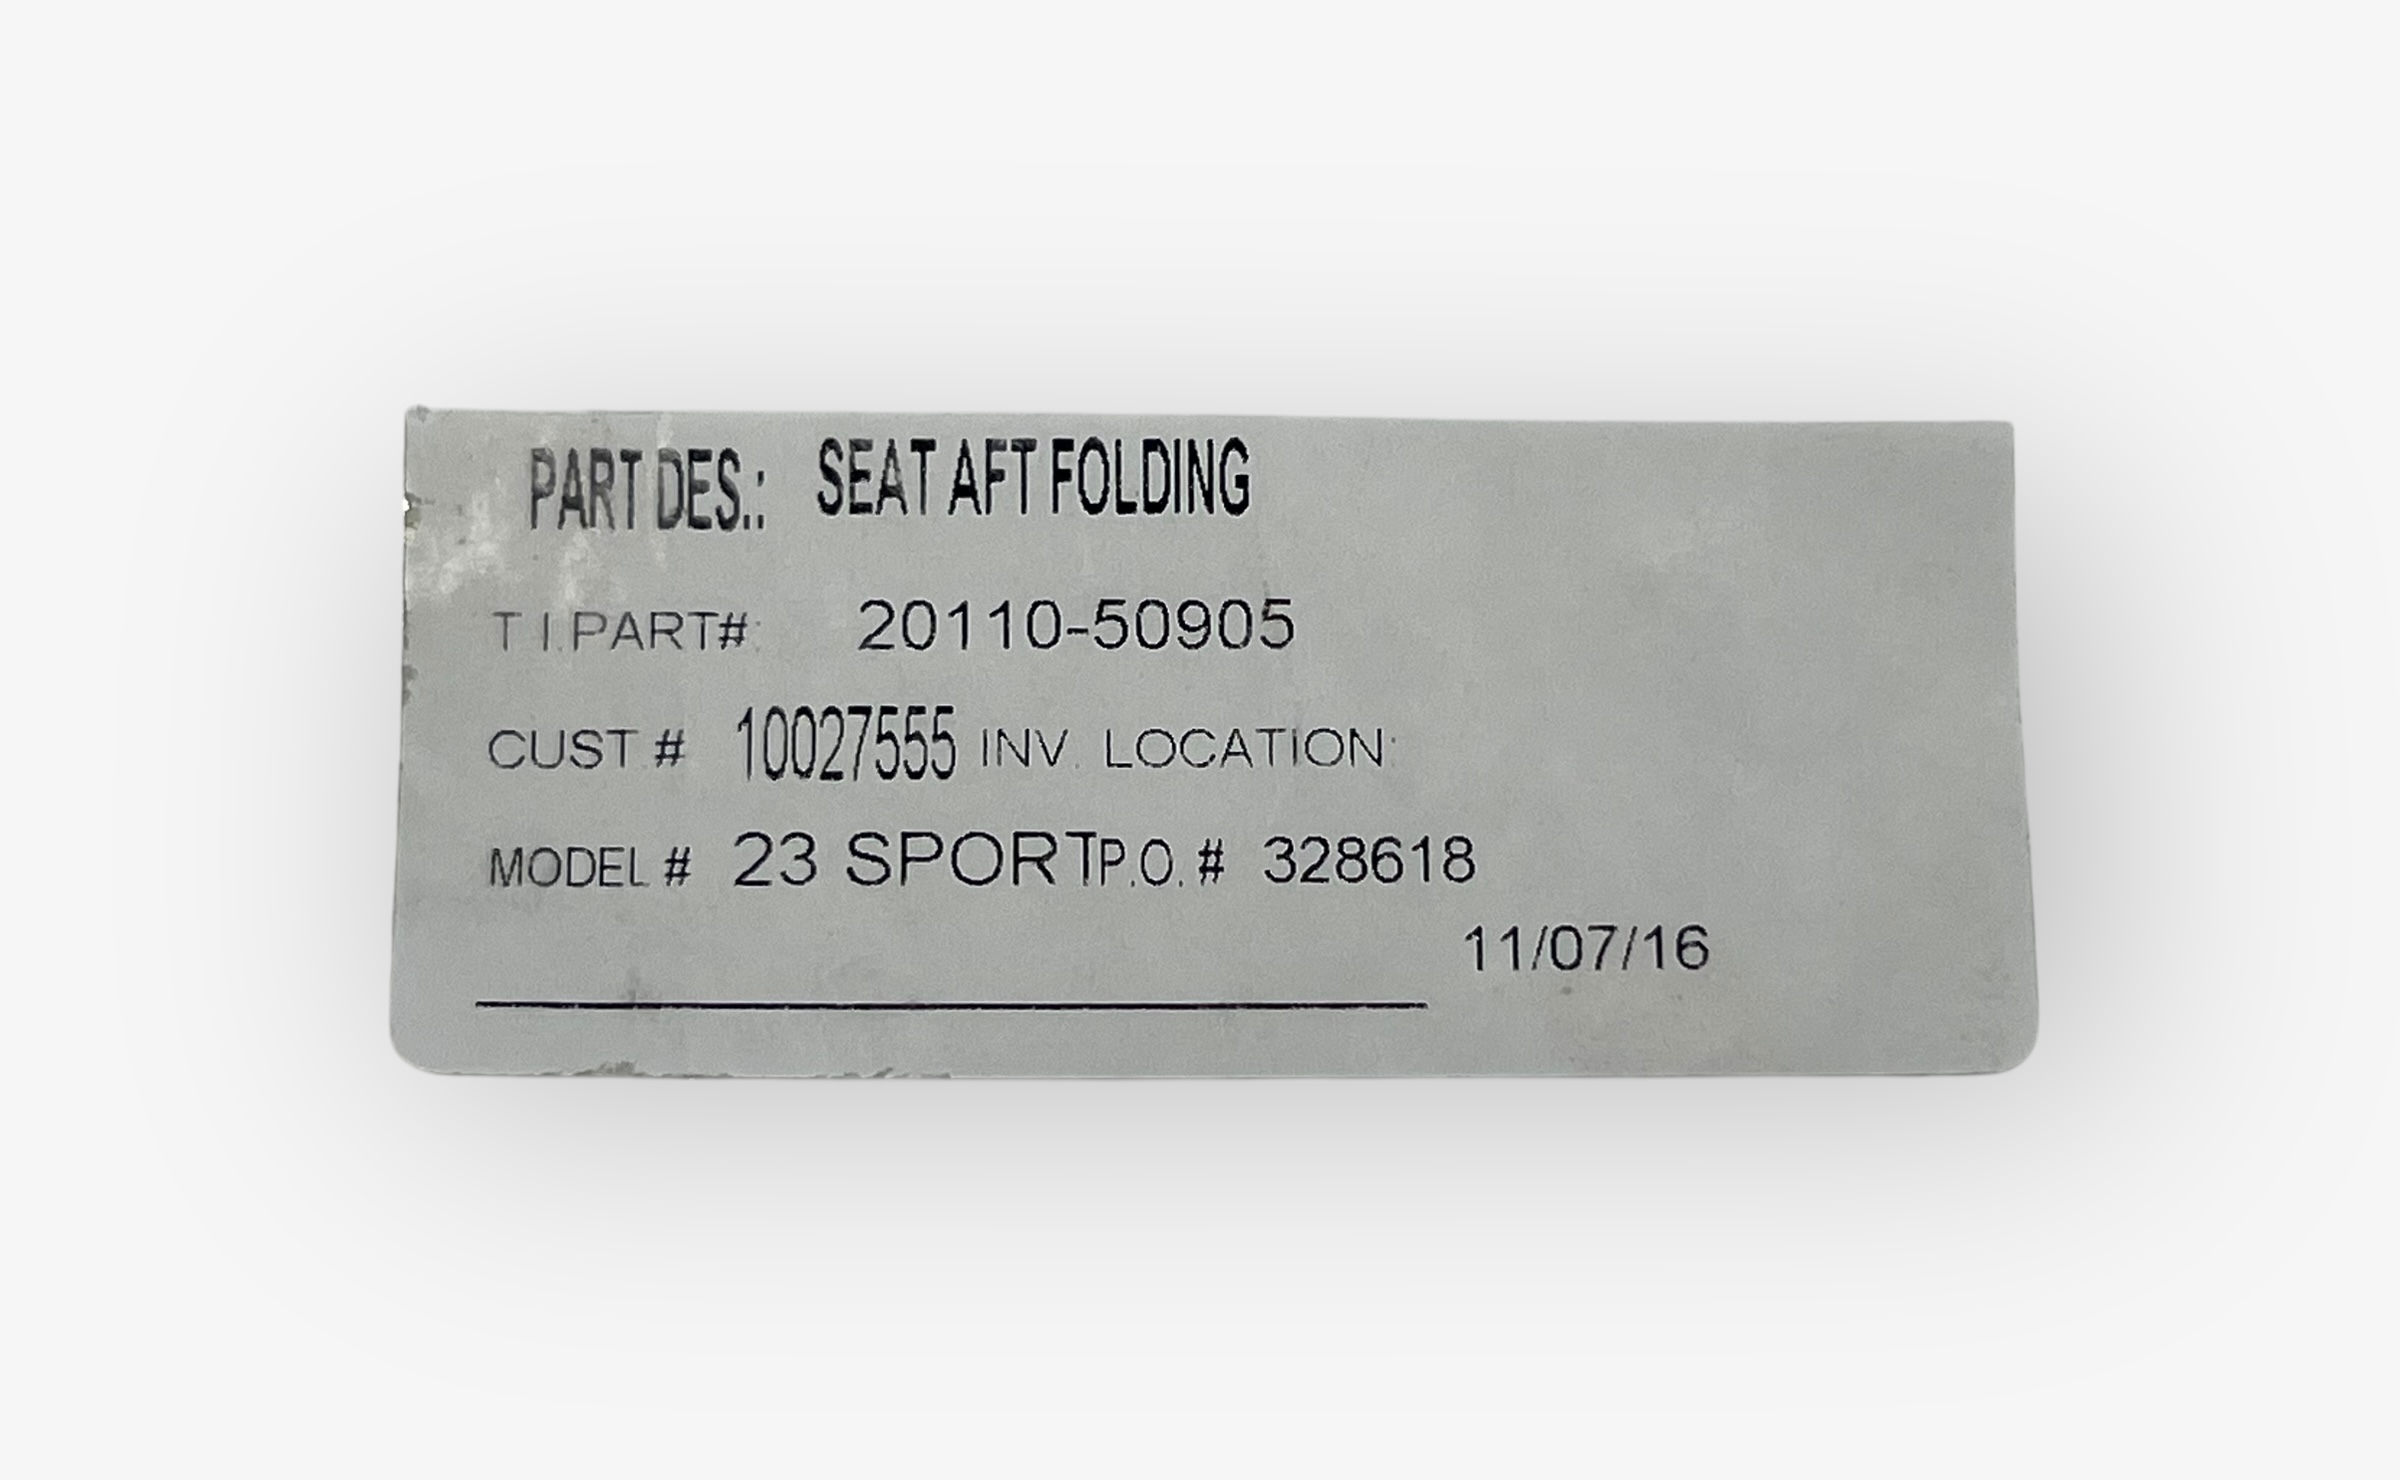 PART DES.: SEAT AFT FOLDING
T.I.PART#: 20110-50905
CUST.# 10027555 INV. LOCATION:
MODEL # 23 SPORT P.O.# 328618
11/07/16